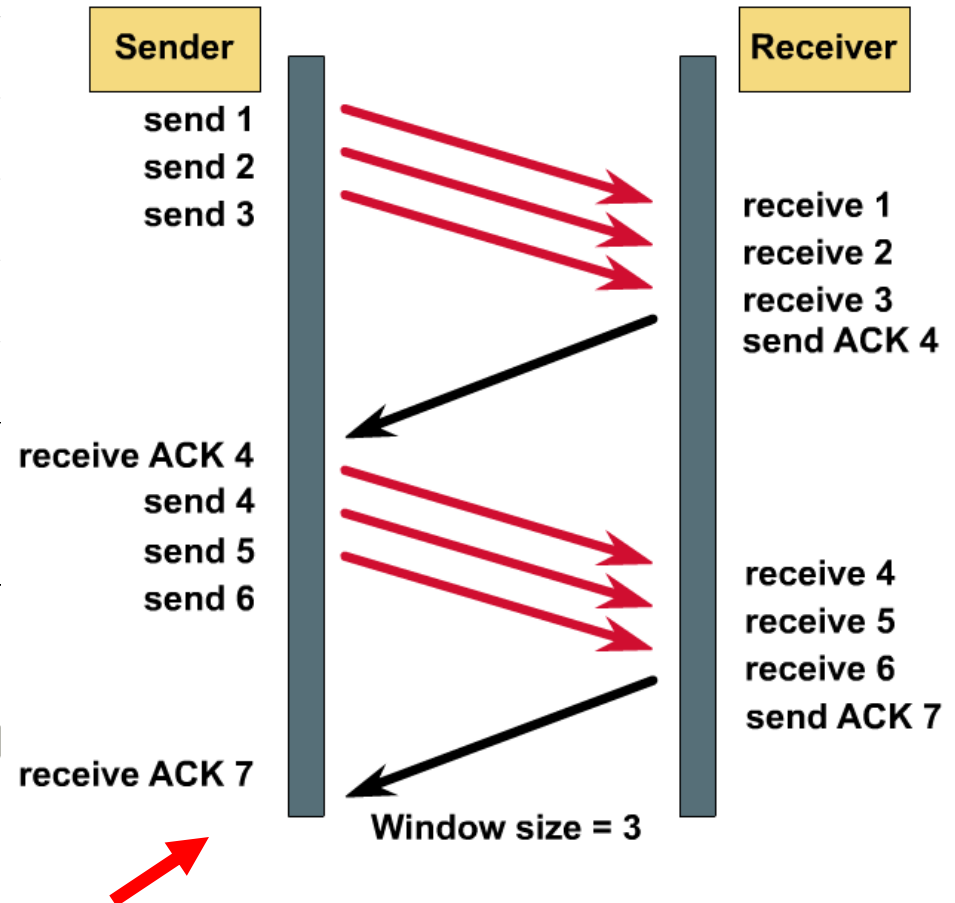 Sender
Receiver
send 1
send 2
send 3
receive 1
receive 2
receive 3
send ACK 4
receive ACK 4
send 4
send 5
send 6
receive 4
receive 5
receive 6
send ACK 7
receive ACK 7
Window size = 3